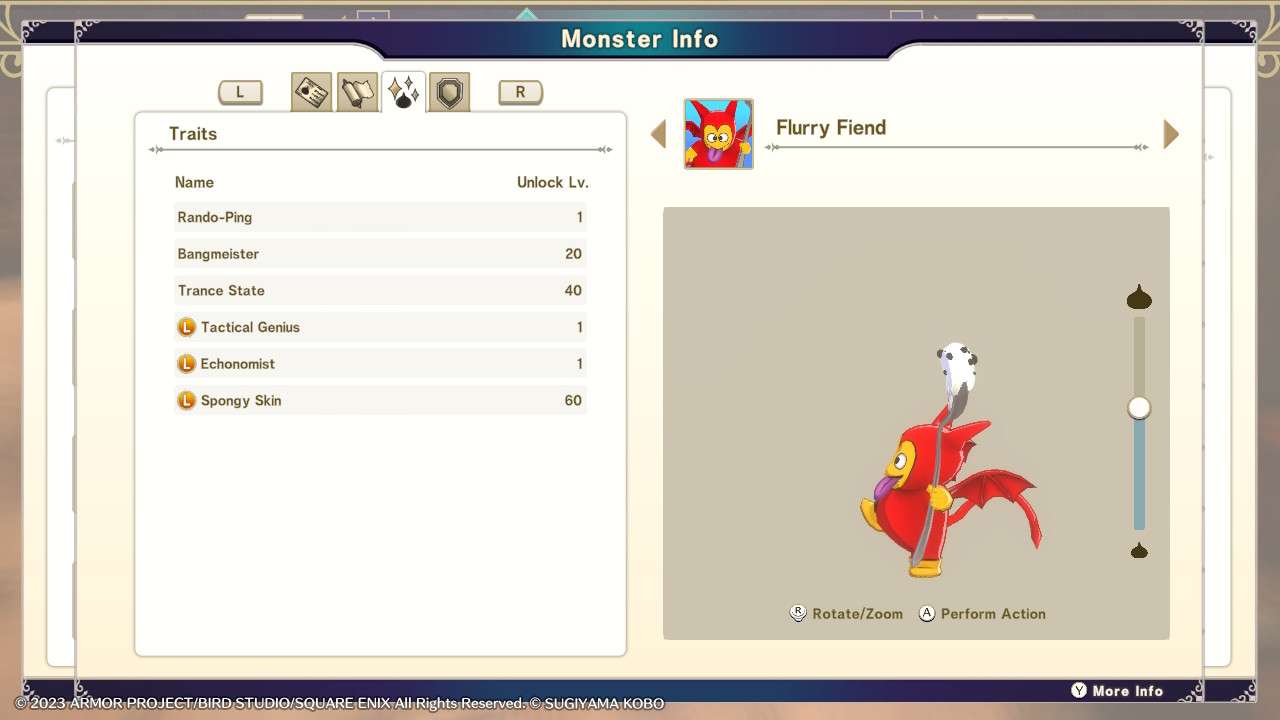 Monster Info
L
R
Traits
Name Unlock Lv.
Rando-Ping 1
Bangmeister 20
Trance State 40
L Tactical Genius 1
L Echonomist 1
L Spongy Skin 60
Flurry Fiend
R Rotate/Zoom A Perform Action
Y More Info
© 2023 ARMOR PROJECT/BIRD STUDIO/SQUARE ENIX All Rights Reserved. © SUGIYAMA KOBO